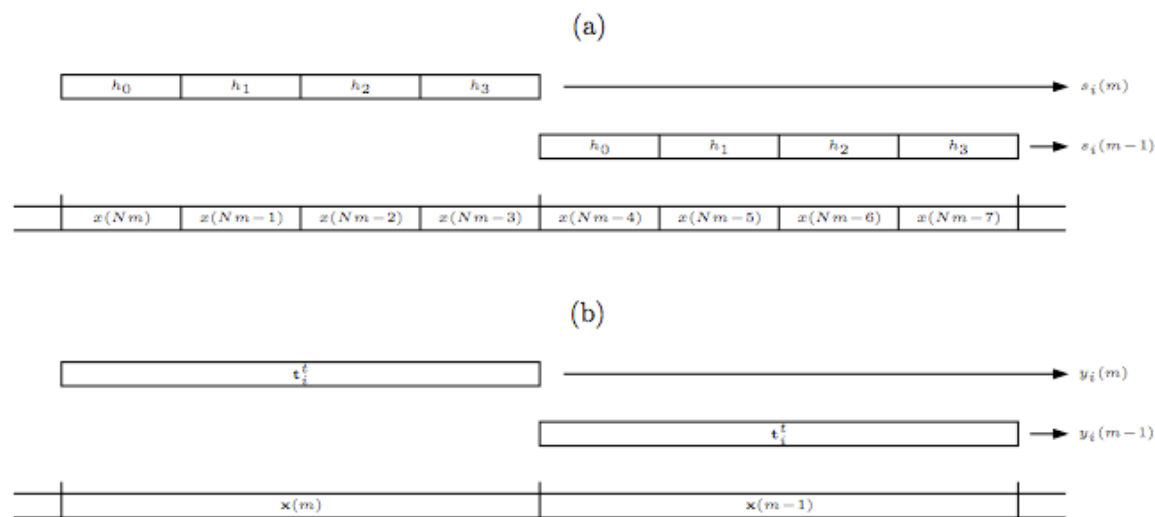 (a)
h₀ h₁ h₂ h₃ sᵢ(m)
h₀ h₁ h₂ h₃ sᵢ(m−1)
x(Nm) x(Nm−1) x(Nm−2) x(Nm−3) x(Nm−4) x(Nm−5) x(Nm−6) x(Nm−7)
(b)
tᵢᵗ yᵢ(m)
tᵢᵗ yᵢ(m−1)
x(m) x(m−1)